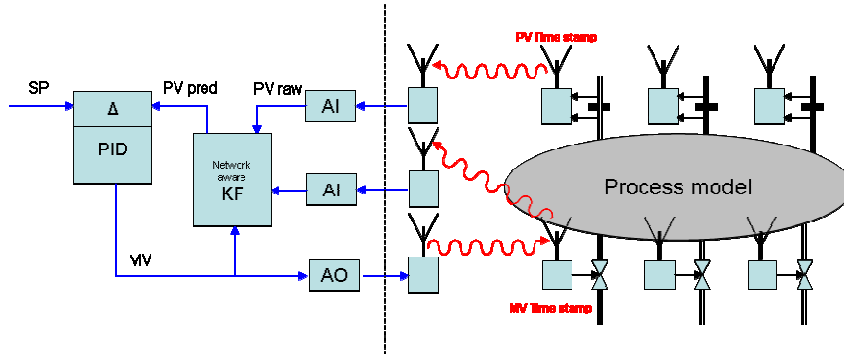 PV Time stamp
SP
PV pred
PV raw
AI
Δ
PID
Network
aware
KF
AI
Process model
MV
AO
MV Time stamp